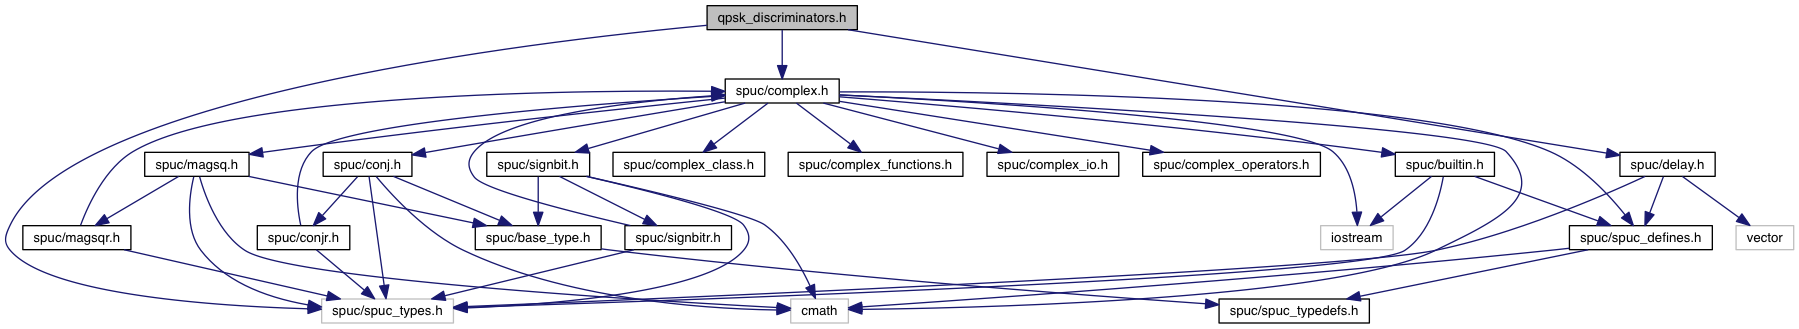 qpsk_discriminators.h
spuc/complex.h
spuc/magsq.h
spuc/conj.h
spuc/signbit.h
spuc/complex_class.h
spuc/complex_functions.h
spuc/complex_io.h
spuc/complex_operators.h
spuc/builtin.h
spuc/delay.h
spuc/magsqr.h
spuc/conjr.h
spuc/base_type.h
spuc/signbitr.h
iostream
spuc/spuc_defines.h
vector
spuc/spuc_types.h
cmath
spuc/spuc_typedefs.h